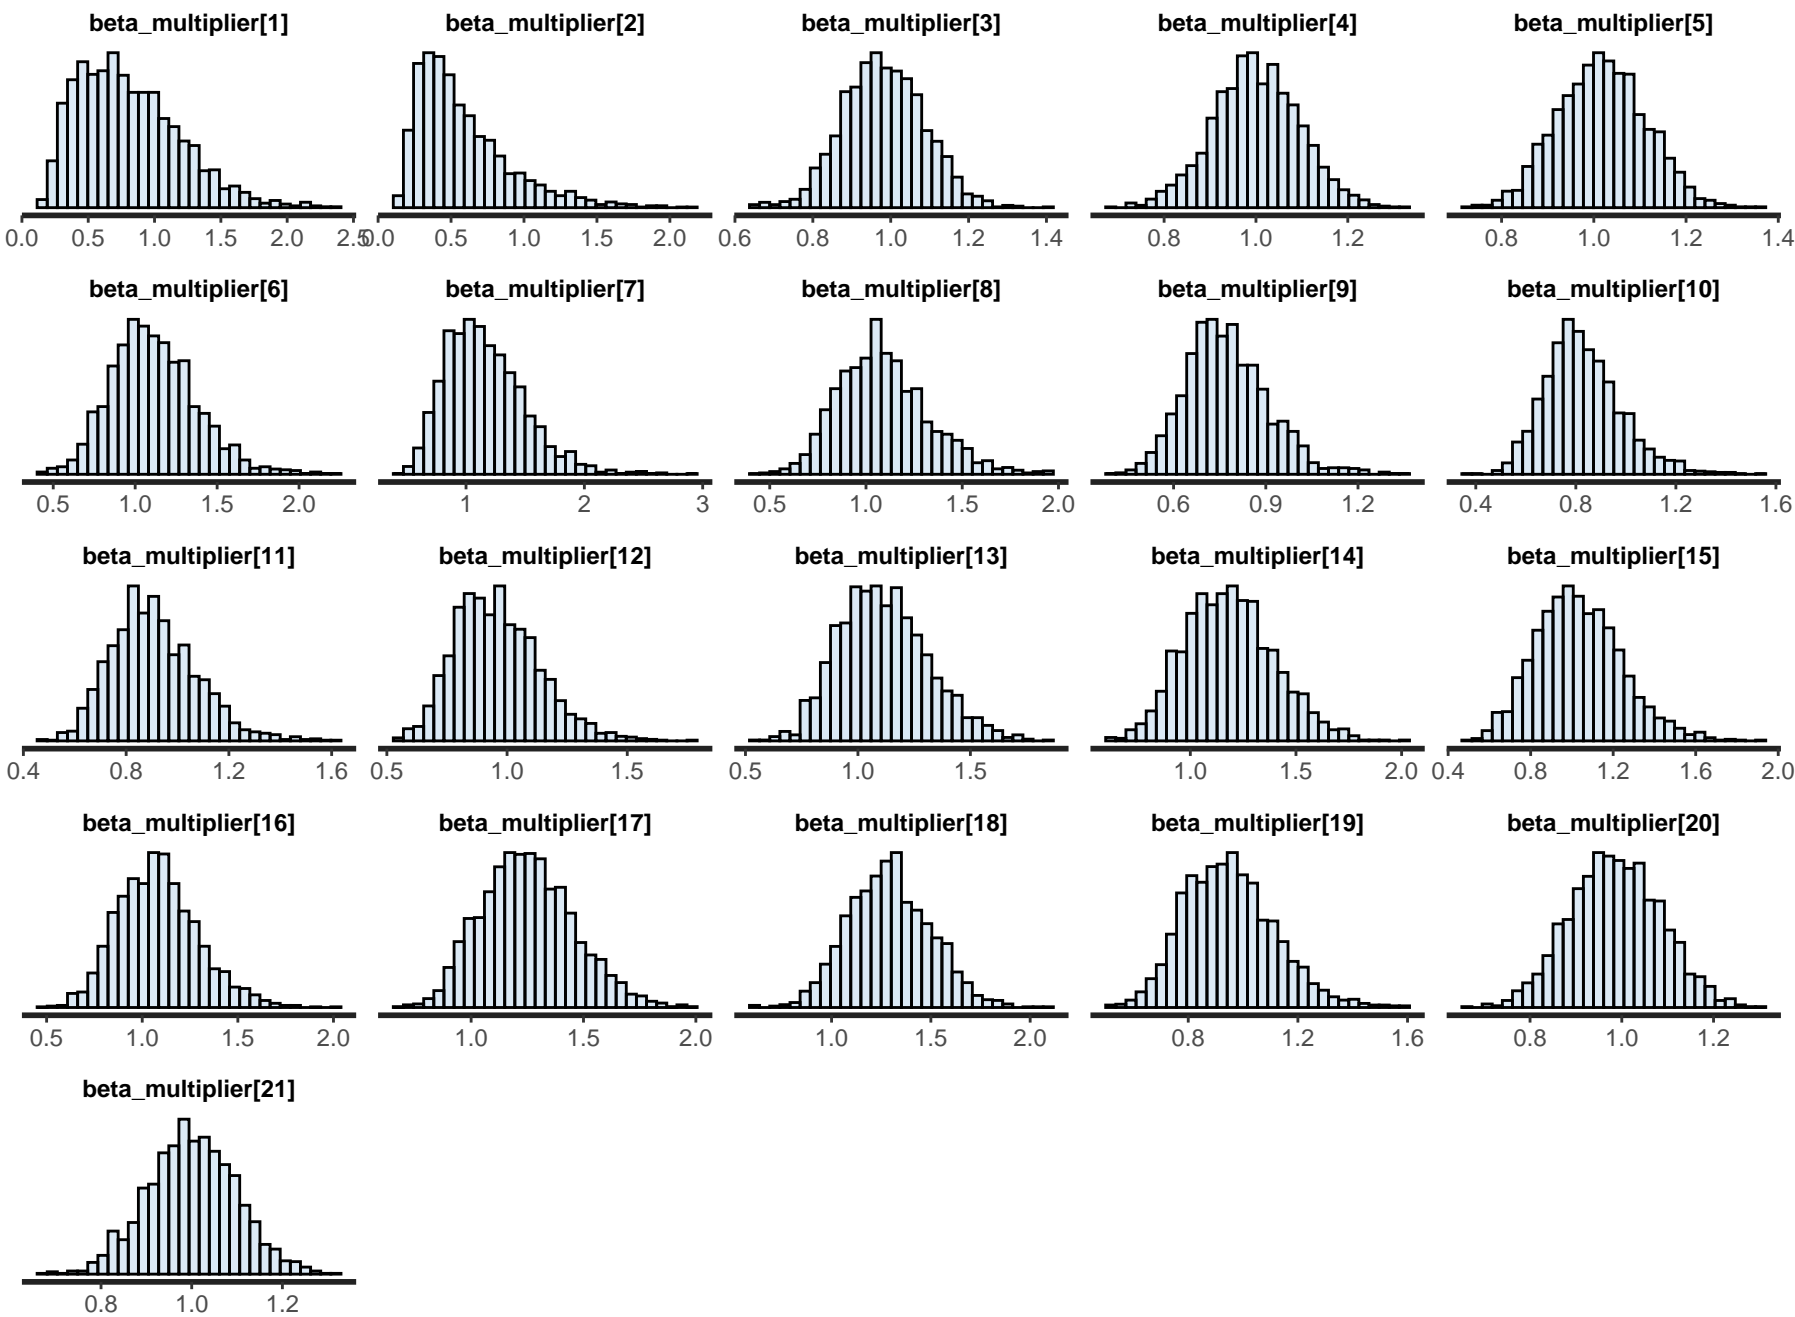 beta_multiplier[1] beta_multiplier[2] beta_multiplier[3] beta_multiplier[4] beta_multiplier[5]
0.0 0.5 1.0 1.5 2.0 2.5 0.0 0.5 1.0 1.5 2.0 0.6 0.8 1.0 1.2 1.4 0.8 1.0 1.2 0.8 1.0 1.2 1.4
beta_multiplier[6] beta_multiplier[7] beta_multiplier[8] beta_multiplier[9] beta_multiplier[10]
0.5 1.0 1.5 2.0 1 2 3 0.5 1.0 1.5 2.0 0.6 0.9 1.2 0.4 0.8 1.2 1.6
beta_multiplier[11] beta_multiplier[12] beta_multiplier[13] beta_multiplier[14] beta_multiplier[15]
0.4 0.8 1.2 1.6 0.5 1.0 1.5 0.5 1.0 1.5 1.0 1.5 2.0 0.4 0.8 1.2 1.6 2.0
beta_multiplier[16] beta_multiplier[17] beta_multiplier[18] beta_multiplier[19] beta_multiplier[20]
0.5 1.0 1.5 2.0 1.0 1.5 2.0 1.0 1.5 2.0 0.8 1.2 1.6 0.8 1.0 1.2
beta_multiplier[21]
0.8 1.0 1.2